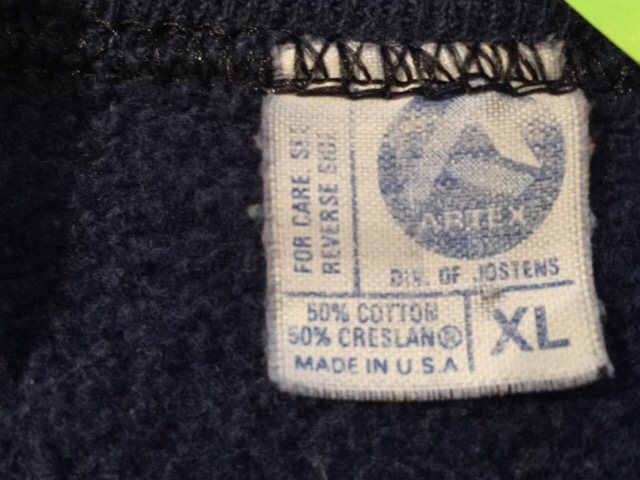 FOR CARE, SEE
REVERSE SIDE
ARTEX
DIV. OF JOSTENS
50% COTTON
50% CRESLAN®
MADE IN U.S.A.
XL